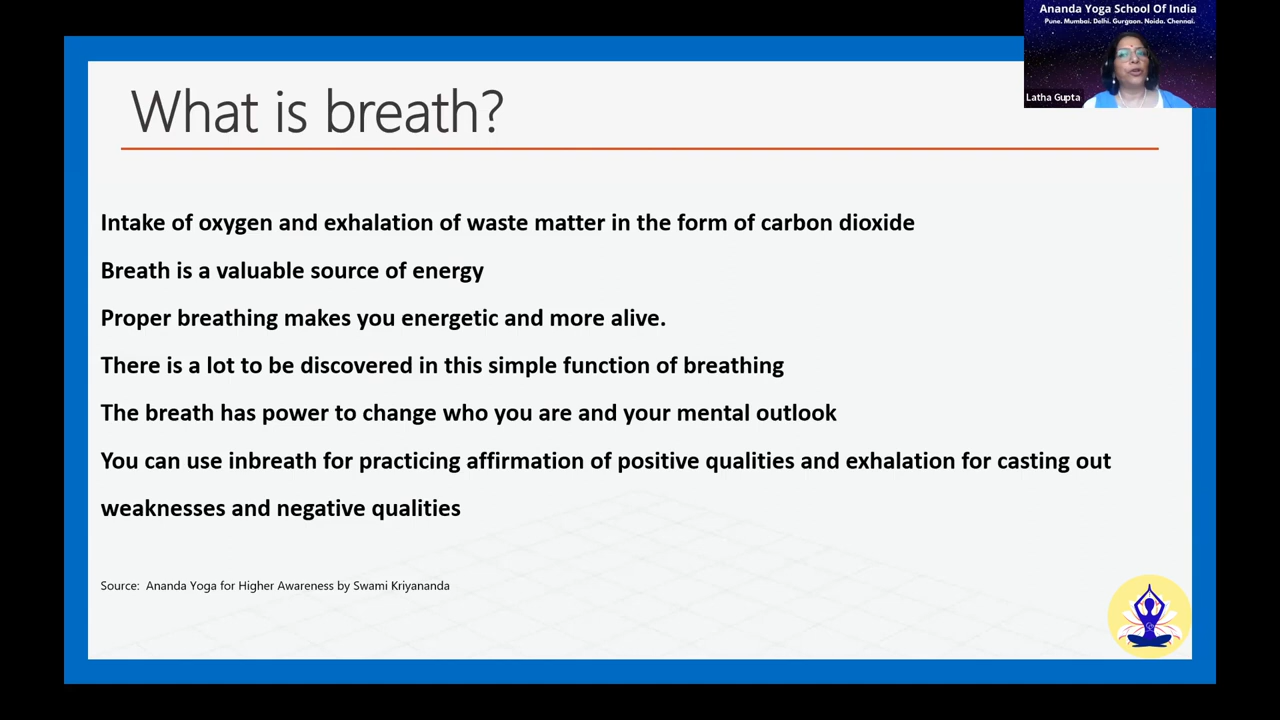 Ananda Yoga School Of India
Pune. Mumbai. Delhi. Gurgaon. Noida. Chennai.
Latha Gupta
What is breath?
Intake of oxygen and exhalation of waste matter in the form of carbon dioxide
Breath is a valuable source of energy
Proper breathing makes you energetic and more alive.
There is a lot to be discovered in this simple function of breathing
The breath has power to change who you are and your mental outlook
You can use inbreath for practicing affirmation of positive qualities and exhalation for casting out
weaknesses and negative qualities
Source:  Ananda Yoga for Higher Awareness by Swami Kriyananda